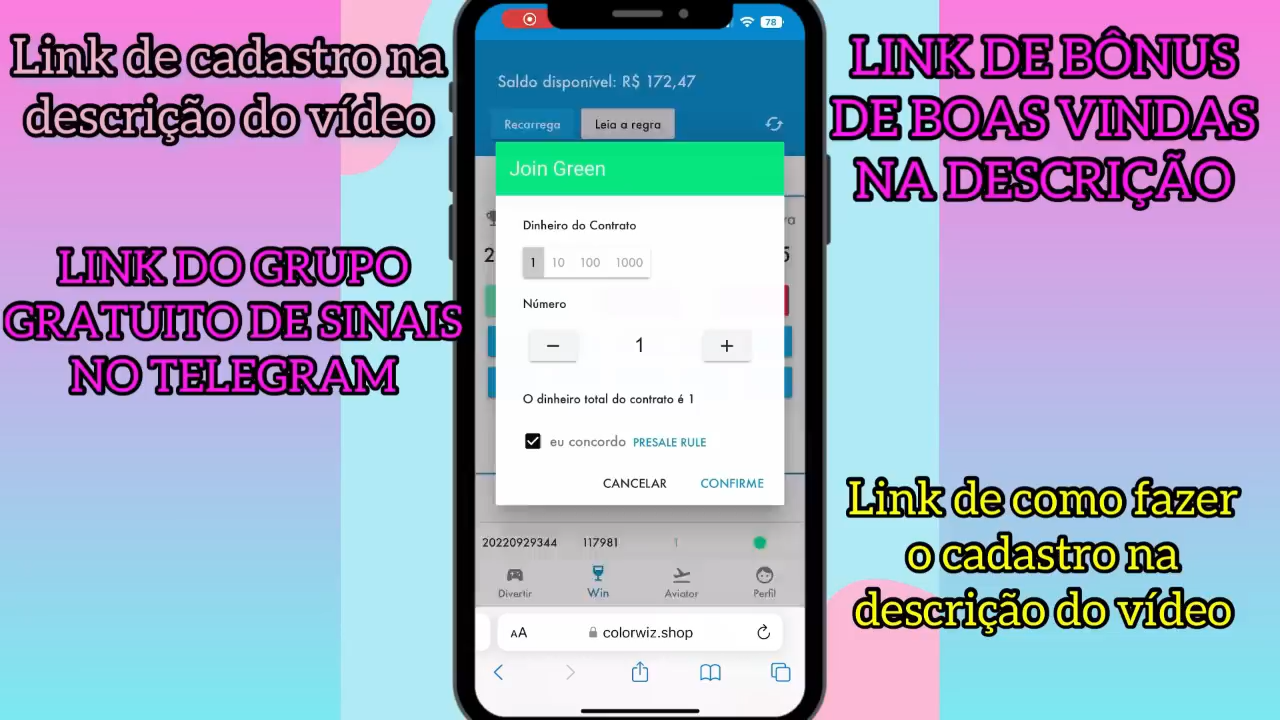 Link de cadastro na
descrição do vídeo
LINK DO GRUPO
GRATUITO DE SINAIS
NO TELEGRAM
78
Saldo disponível: R$ 172,47
Recarrega
Leia a regra
Join Green
Dinheiro do Contrato
1 10 100 1000
Número
− 1 +
O dinheiro total do contrato é 1
eu concordo PRESALE RULE
CANCELAR CONFIRME
20220929344 117981 1
Divertir Win Aviator Perfil
AA colorwiz.shop
LINK DE BÔNUS
DE BOAS VINDAS
NA DESCRIÇÃO
Link de como fazer
o cadastro na
descrição do vídeo